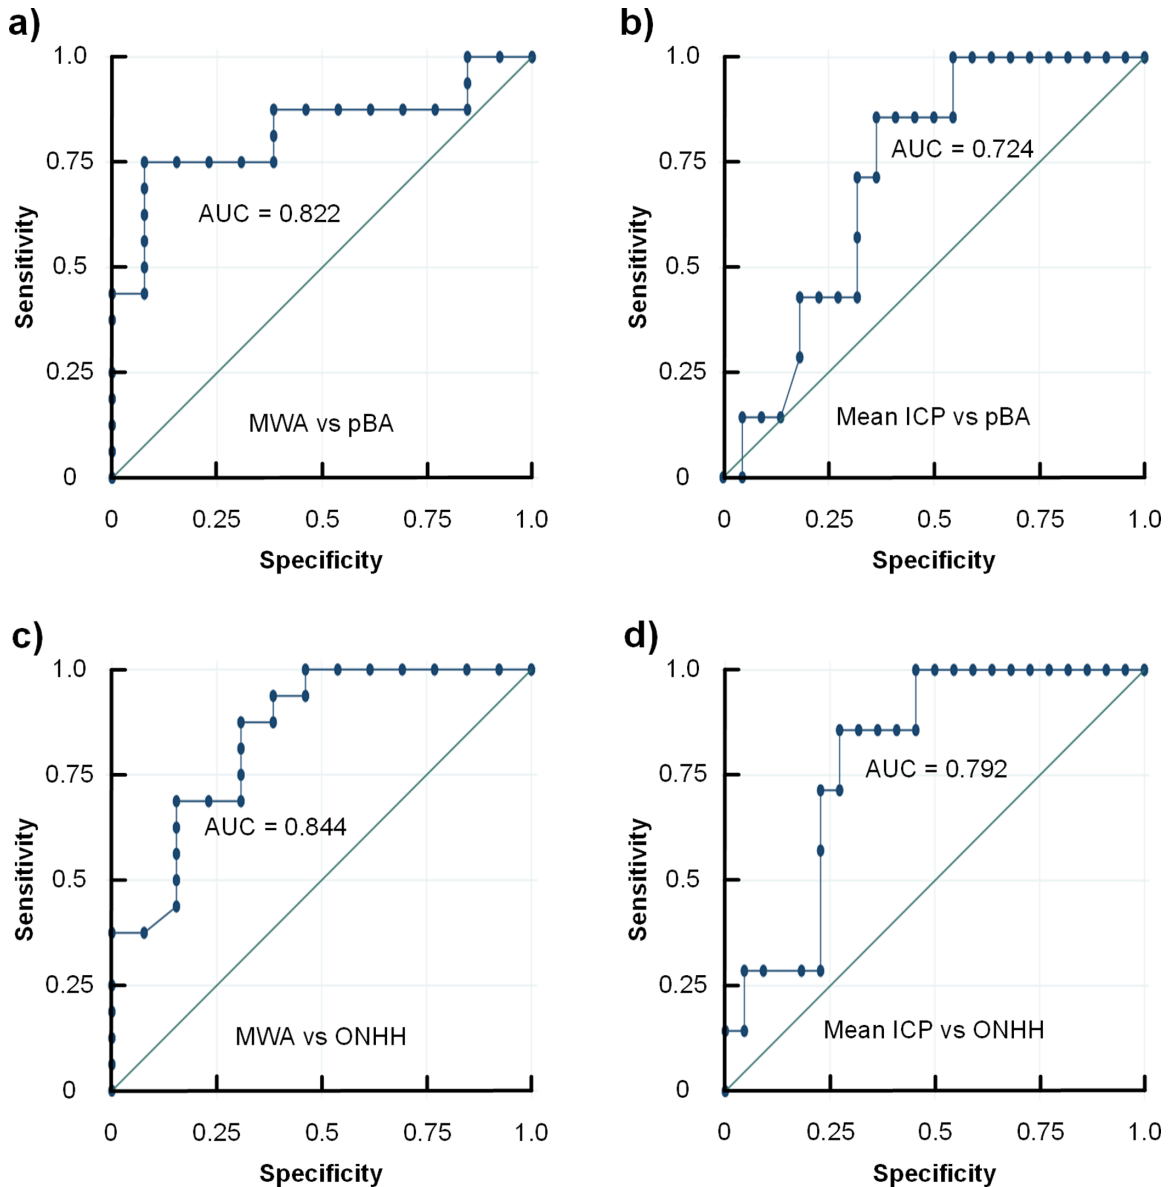 a)
1.0
0.75
0.5
0.25
0
Sensitivity
AUC = 0.822
MWA vs pBA
0 0.25 0.5 0.75 1.0
Specificity
b)
1.0
0.75
0.5
0.25
0
Sensitivity
AUC = 0.724
Mean ICP vs pBA
0 0.25 0.5 0.75 1.0
Specificity
c)
1.0
0.75
0.5
0.25
0
Sensitivity
AUC = 0.844
MWA vs ONHH
0 0.25 0.5 0.75 1.0
Specificity
d)
1.0
0.75
0.5
0.25
0
Sensitivity
AUC = 0.792
Mean ICP vs ONHH
0 0.25 0.5 0.75 1.0
Specificity